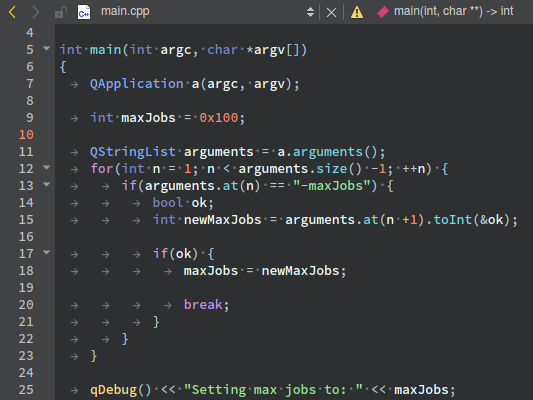 main.cpp
main(int, char **) -> int
4
5 int main(int argc, char *argv[])
6 {
7 QApplication a(argc, argv);
8
9 int maxJobs = 0x100;
10
11 QStringList arguments = a.arguments();
12 for(int n = 1; n < arguments.size() -1; ++n) {
13 if(arguments.at(n) == "-maxJobs") {
14 bool ok;
15 int newMaxJobs = arguments.at(n +1).toInt(&ok);
16
17 if(ok) {
18 maxJobs = newMaxJobs;
19
20 break;
21 }
22 }
23 }
24
25 qDebug() << "Setting max jobs to: " << maxJobs;